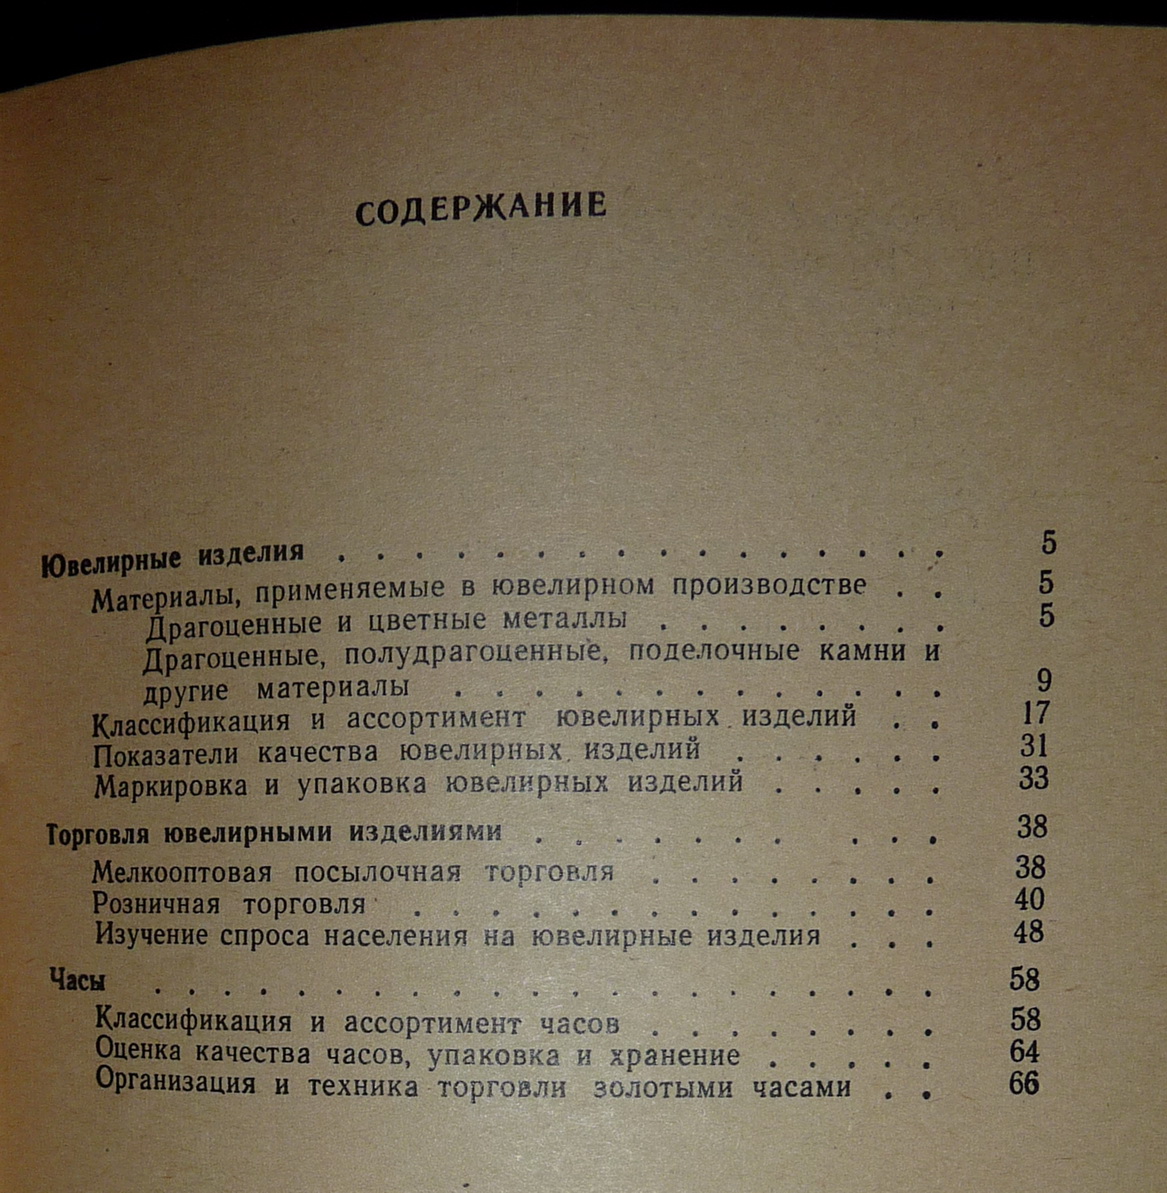 СОДЕРЖАНИЕ
Ювелирные изделия . . . . . . . . . . . . . . . . 5
Материалы, применяемые в ювелирном производстве . . 5
Драгоценные и цветные металлы . . . . . . . . 5
Драгоценные, полудрагоценные, поделочные камни и
другие материалы . . . . . . . . . . . . . 9
Классификация и ассортимент ювелирных изделий . . 17
Показатели качества ювелирных изделий . . . . . . 31
Маркировка и упаковка ювелирных изделий . . . . . 33
Торговля ювелирными изделиями . . . . . . . . . . 38
Мелкооптовая посылочная торговля . . . . . . . . 38
Розничная торговля . . . . . . . . . . . . . . 40
Изучение спроса населения на ювелирные изделия . . . 48
Часы . . . . . . . . . . . . . . . . . . . . . 58
Классификация и ассортимент часов . . . . . . . . 58
Оценка качества часов, упаковка и хранение . . . . . 64
Организация и техника торговли золотыми часами . . 66